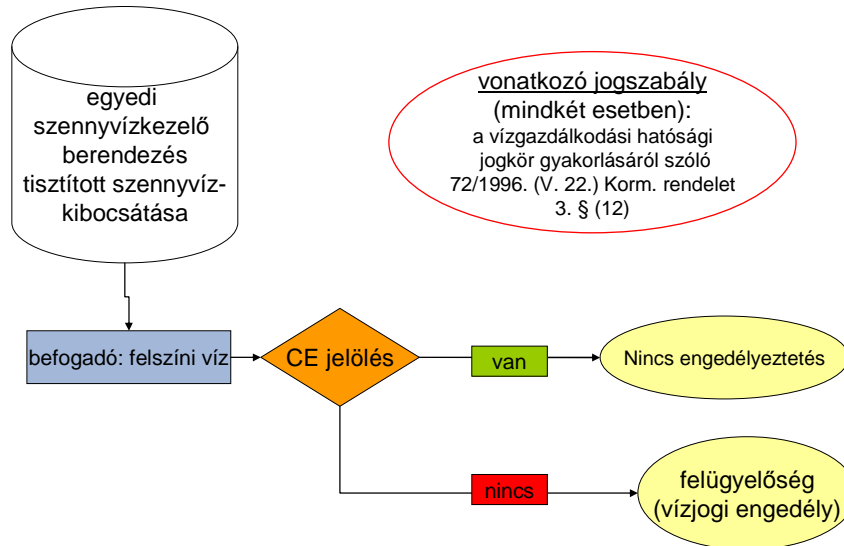 egyedi
szennyvízkezelő
berendezés
tisztított szennyvíz-
kibocsátása
vonatkozó jogszabály
(mindkét esetben):
a vízgazdálkodási hatósági
jogkör gyakorlásáról szóló
72/1996. (V. 22.) Korm. rendelet
3. § (12)
befogadó: felszíni víz
CE jelölés
van
Nincs engedélyeztetés
nincs
felügyelőség
(vízjogi engedély)